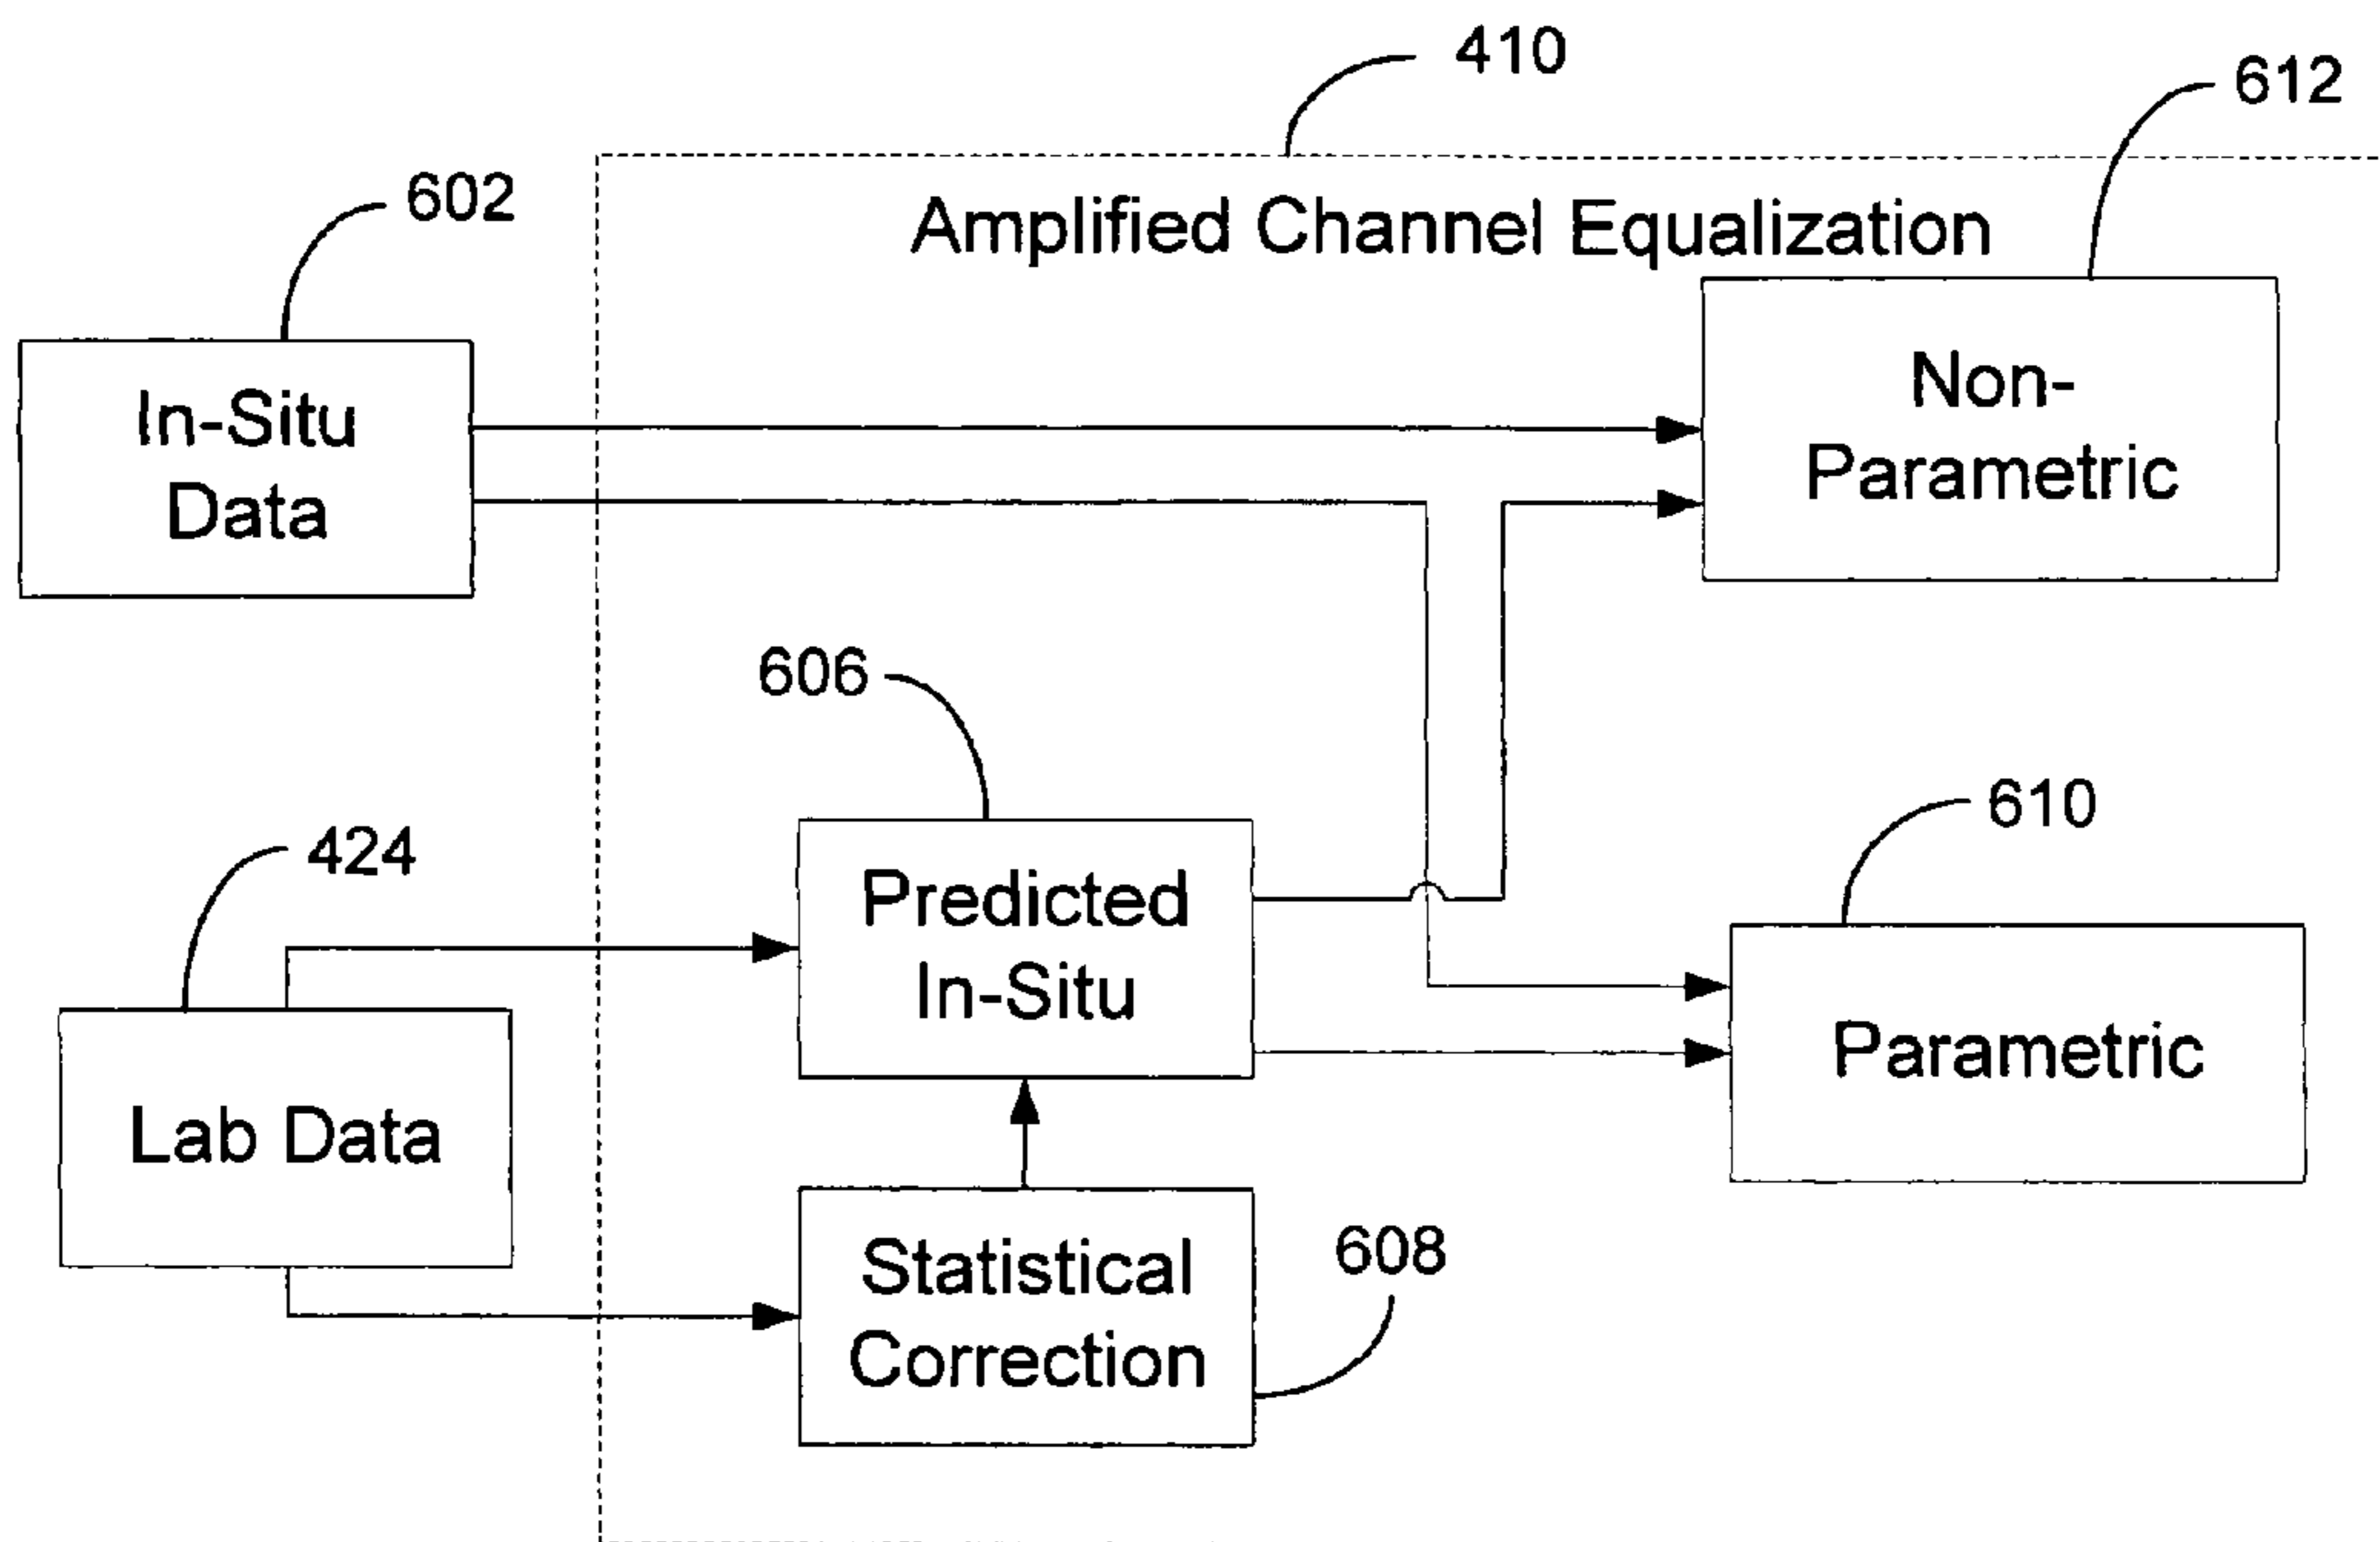 410
612
602
Amplified Channel Equalization
In-Situ
Data
Non-
Parametric
606
610
424
Predicted
In-Situ
Parametric
Lab Data
608
Statistical
Correction